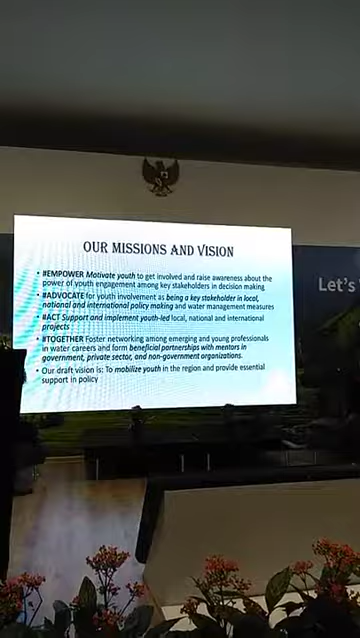 OUR MISSIONS AND VISION
• #EMPOWER Motivate youth to get involved and raise awareness about the
power of youth engagement among key stakeholders in decision making
• #ADVOCATE for youth involvement as being a key stakeholder in local,
national and international policy making and water management measures
• #ACT Support and implement youth-led local, national and international
projects
• #TOGETHER Foster networking among emerging and young professionals
in water careers and form beneficial partnerships with mentors in
government, private sector, and non-government organizations.
• Our draft vision is: To mobilize youth in the region and provide essential
support in policy
Let's